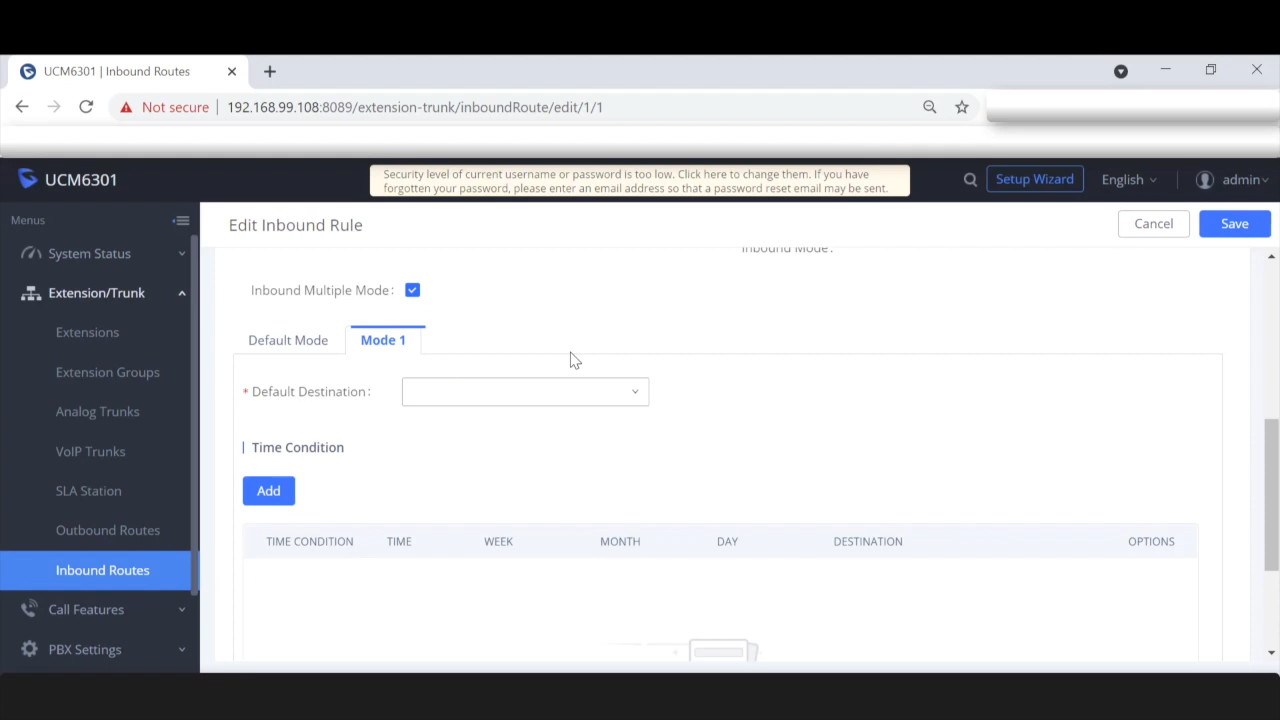 UCM6301 | Inbound Routes
Not secure
192.168.99.108:8089/extension-trunk/inboundRoute/edit/1/1
UCM6301
Security level of current username or password is too low. Click here to change them. If you have
forgotten your password, please enter an email address so that a password reset email may be sent.
Setup Wizard
English
admin
Menus
System Status
Extension/Trunk
Extensions
Extension Groups
Analog Trunks
VoIP Trunks
SLA Station
Outbound Routes
Inbound Routes
Call Features
PBX Settings
Edit Inbound Rule
Cancel
Save
Inbound Mode:
Inbound Multiple Mode:
Default Mode
Mode 1
* Default Destination:
Time Condition
Add
TIME CONDITION TIME WEEK MONTH DAY DESTINATION OPTIONS